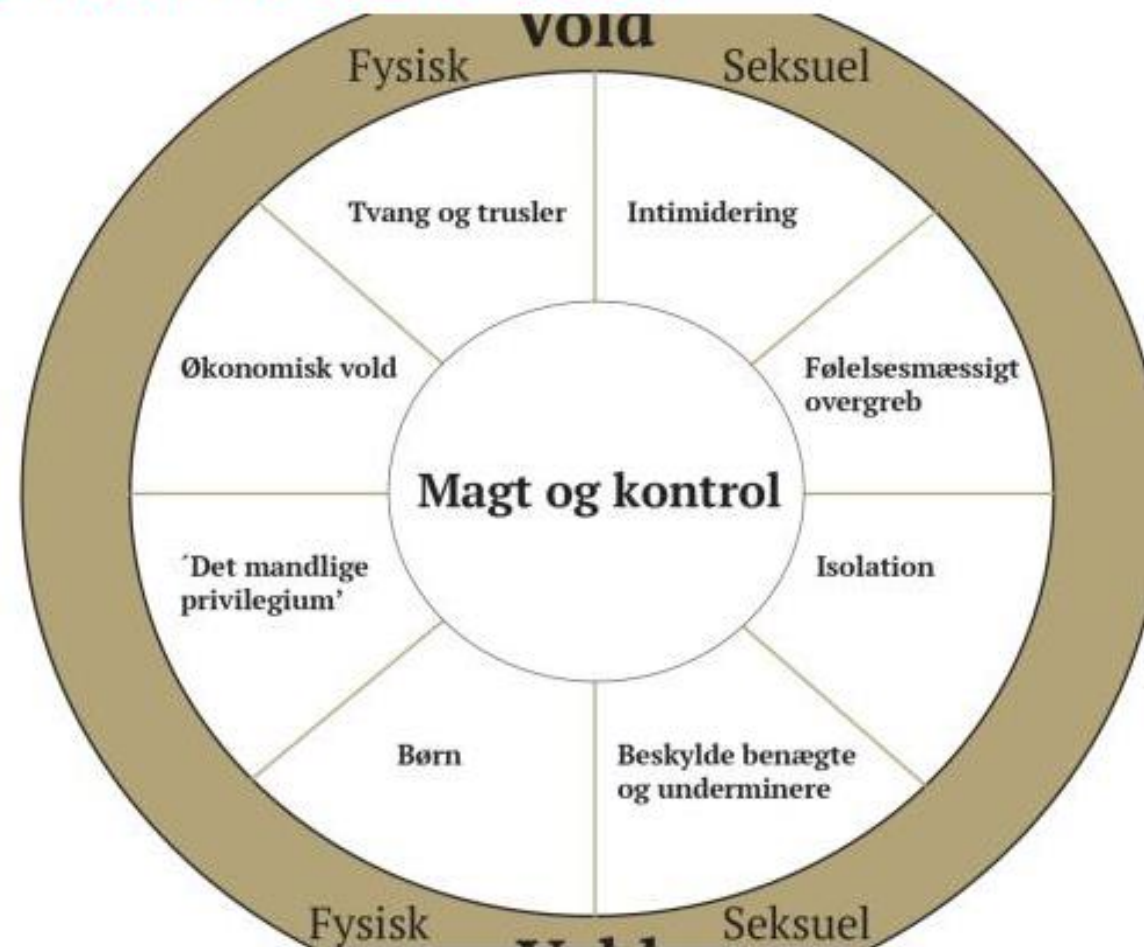 Vold
Fysisk
Seksuel
Tvang og trusler
Intimidering
Økonomisk vold
Følelsesmæssigt
overgreb
Magt og kontrol
´Det mandlige
privilegium’
Isolation
Børn
Beskylde benægte
og underminere
Fysisk
Seksuel
Vold